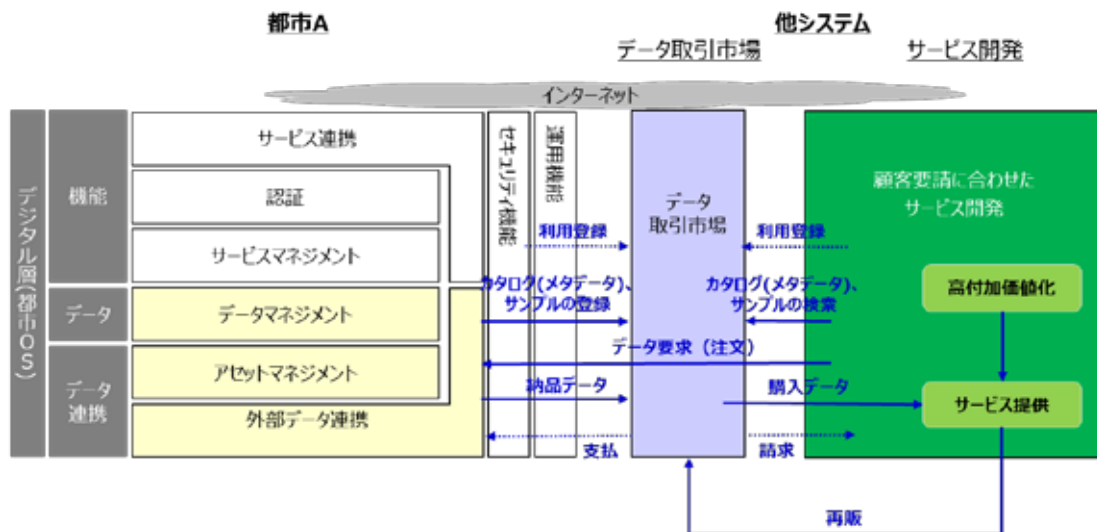 都市A
他システム
データ取引市場
サービス開発
インターネット
デジタル層(都市OS)
機能
データ
データ
連携
サービス連携
認証
サービスマネジメント
データマネジメント
アセットマネジメント
外部データ連携
セキュリティ機能
運用機能
データ
取引市場
顧客要請に合わせた
サービス開発
高付加価値化
サービス提供
利用登録
利用登録
カタログ(メタデータ)、
サンプルの登録
カタログ(メタデータ)、
サンプルの検索
データ要求（注文）
納品データ
購入データ
支払
請求
再販